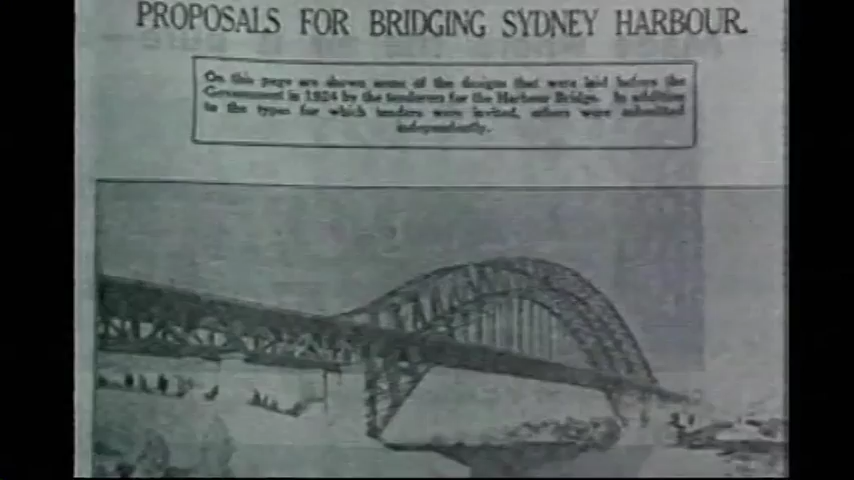 PROPOSALS FOR BRIDGING SYDNEY HARBOUR.
On this page are shown some of the designs that were laid before the
Government in 1924 by the tenderers for the Harbour Bridge. In addition
to the types for which tenders were invited, others were submitted
independently.